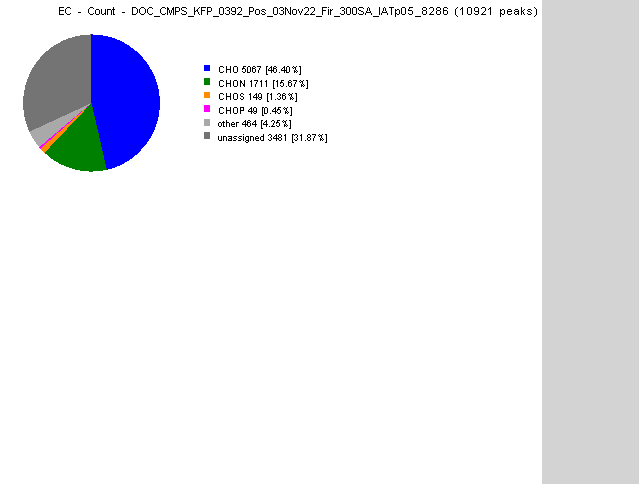 EC - Count - DOC_CMPS_KFP_0392_Pos_03Nov22_Fir_300SA_IATp05_8286 (10921 peaks)
CHO 5067 [46.40%]
CHON 1711 [15.67%]
CHOS 149 [1.36%]
CHOP 49 [0.45%]
other 464 [4.25%]
unassigned 3481 [31.87%]